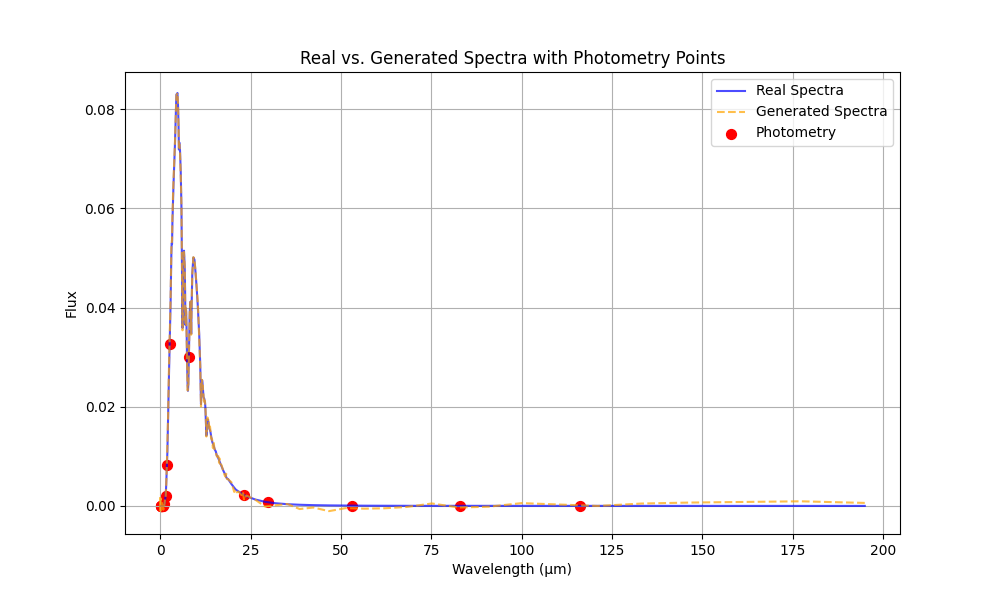 Real vs. Generated Spectra with Photometry Points
Real Spectra
Generated Spectra
Photometry
Flux
0.08
0.06
0.04
0.02
0.00
0 25 50 75 100 125 150 175 200
Wavelength (μm)